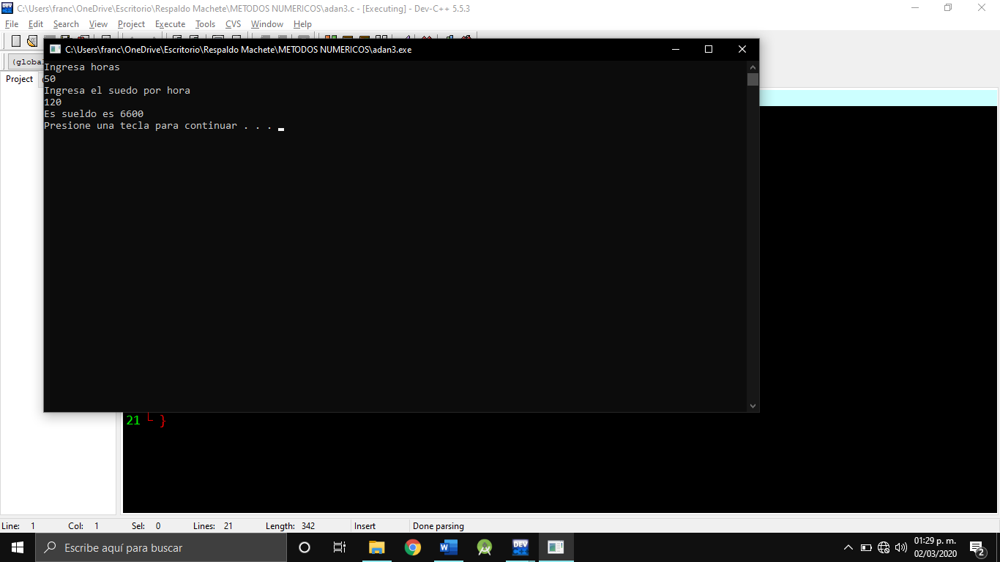 C:\Users\franc\OneDrive\Escritorio\Respaldo Machete\METODOS NUMERICOS\adan3.c - [Executing] - Dev-C++ 5.5.3
File Edit Search View Project Execute Tools CVS Window Help
C:\Users\franc\OneDrive\Escritorio\Respaldo Machete\METODOS NUMERICOS\adan3.exe
(globa
Project
Ingresa horas
50
Ingresa el suedo por hora
120
Es sueldo es 6600
Presione una tecla para continuar . . .
21 }
Line: 1 Col: 1 Sel: 0 Lines: 21 Length: 342 Insert Done parsing
Escribe aquí para buscar
DEV C++
01:29 p. m.
02/03/2020
2